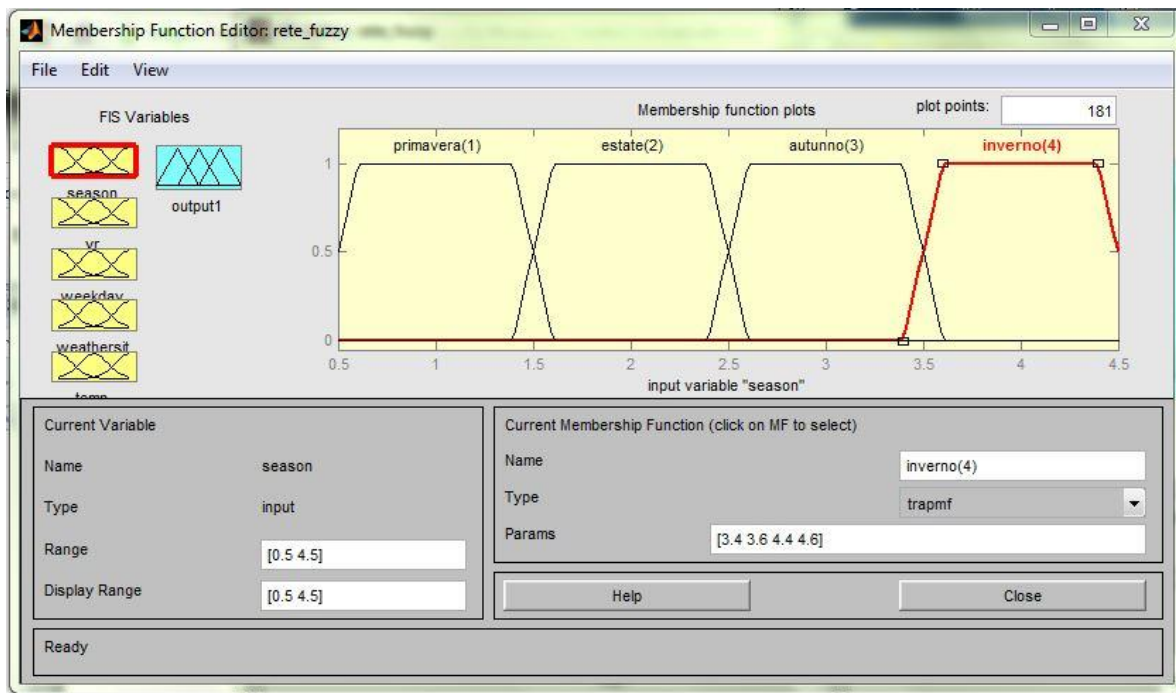 Membership Function Editor: rete_fuzzy
File Edit View
FIS Variables
Membership function plots
plot points:
181
season
output1
yr
weekday
weathersit
temp
primavera(1)
estate(2)
autunno(3)
inverno(4)
1
0.5
0
0.5 1 1.5 2 2.5 3 3.5 4 4.5
input variable "season"
Current Variable
Name season
Type input
Range [0.5 4.5]
Display Range [0.5 4.5]
Current Membership Function (click on MF to select)
Name inverno(4)
Type trapmf
Params [3.4 3.6 4.4 4.6]
Help
Close
Ready